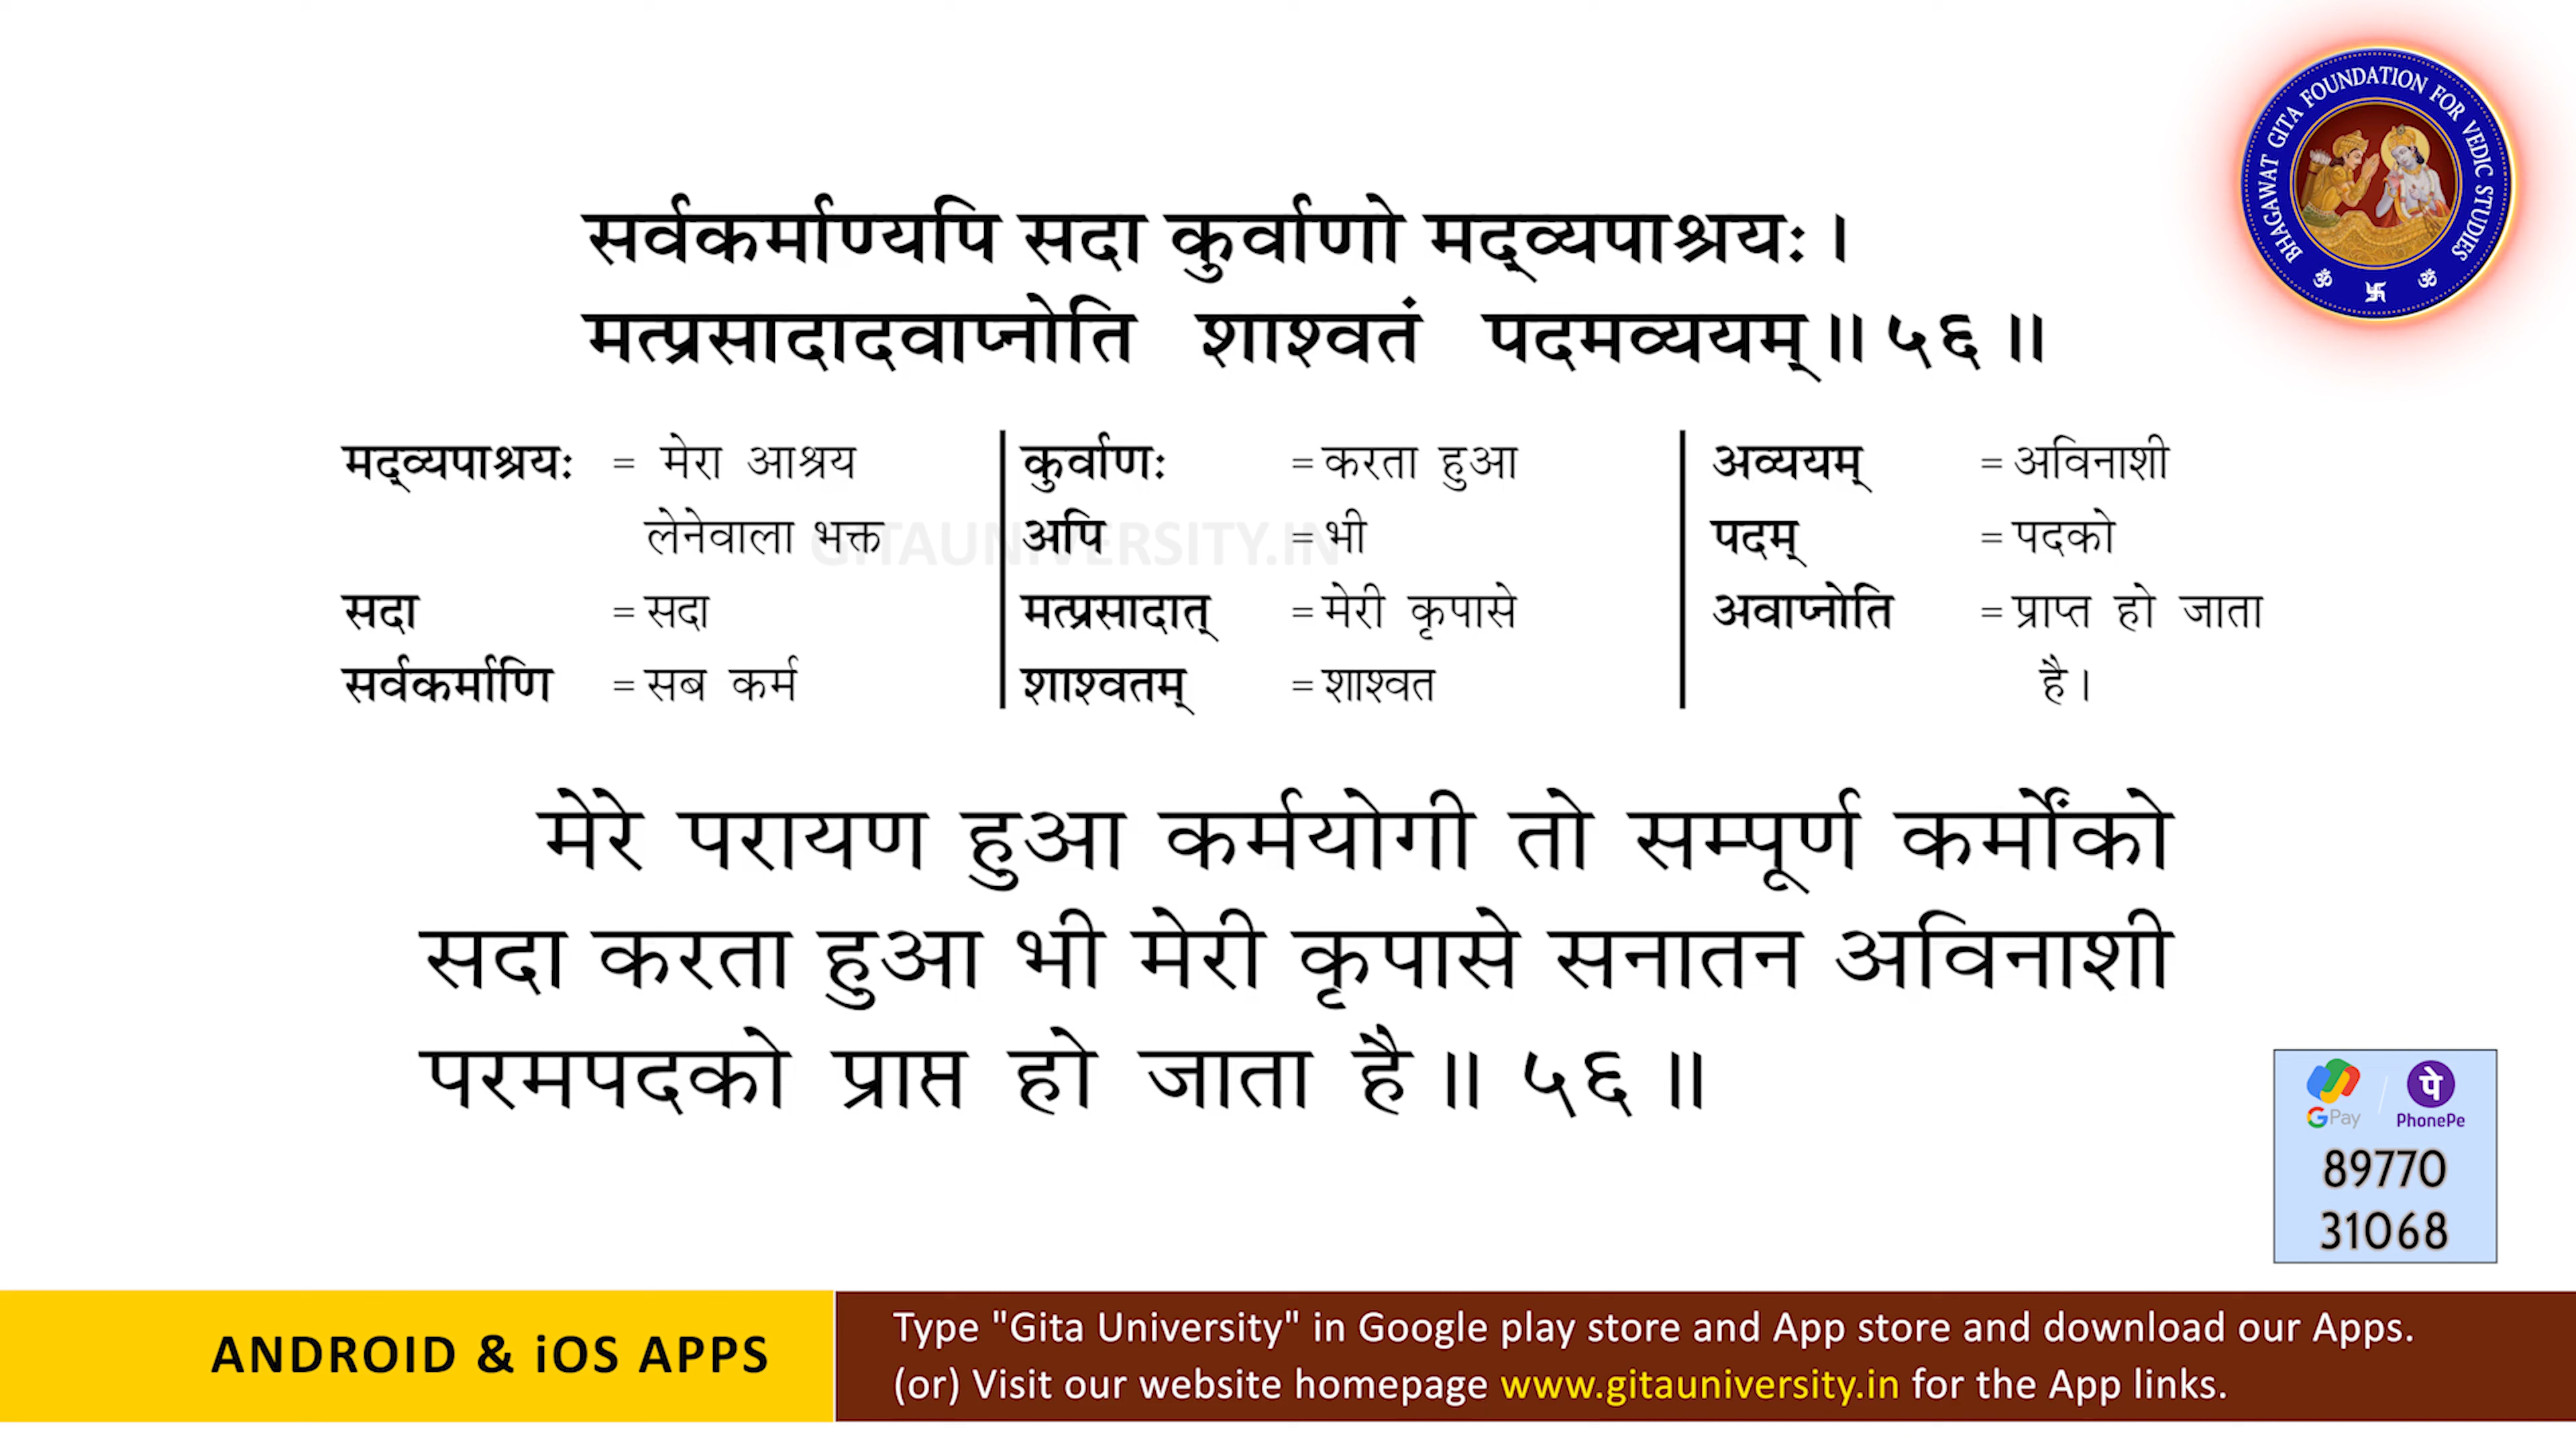 BHAGAWAT GITA FOUNDATION FOR VEDIC STUDIES
ॐ 卐 ॐ
सर्वकर्माण्यपि सदा कुर्वाणो मद्‌व्यपाश्रयः ।
मत्प्रसादादवाप्नोति शाश्वतं पदमव्ययम् ॥ ५६ ॥
मद्‌व्यपाश्रयः = मेरा आश्रय
लेनेवाला भक्त
सदा = सदा
सर्वकर्माणि = सब कर्म
कुर्वाणः = करता हुआ
अपि = भी
मत्प्रसादात् = मेरी कृपासे
शाश्वतम् = शाश्वत
अव्ययम् = अविनाशी
पदम् = पदको
अवाप्नोति = प्राप्त हो जाता
है।
GITAUNIVERSITY.IN
मेरे परायण हुआ कर्मयोगी तो सम्पूर्ण कर्मोंको
सदा करता हुआ भी मेरी कृपासे सनातन अविनाशी
परमपदको प्राप्त हो जाता है ॥ ५६ ॥
G Pay
पे
PhonePe
89770
31068
ANDROID & iOS APPS
Type "Gita University" in Google play store and App store and download our Apps.
(or) Visit our website homepage www.gitauniversity.in for the App links.